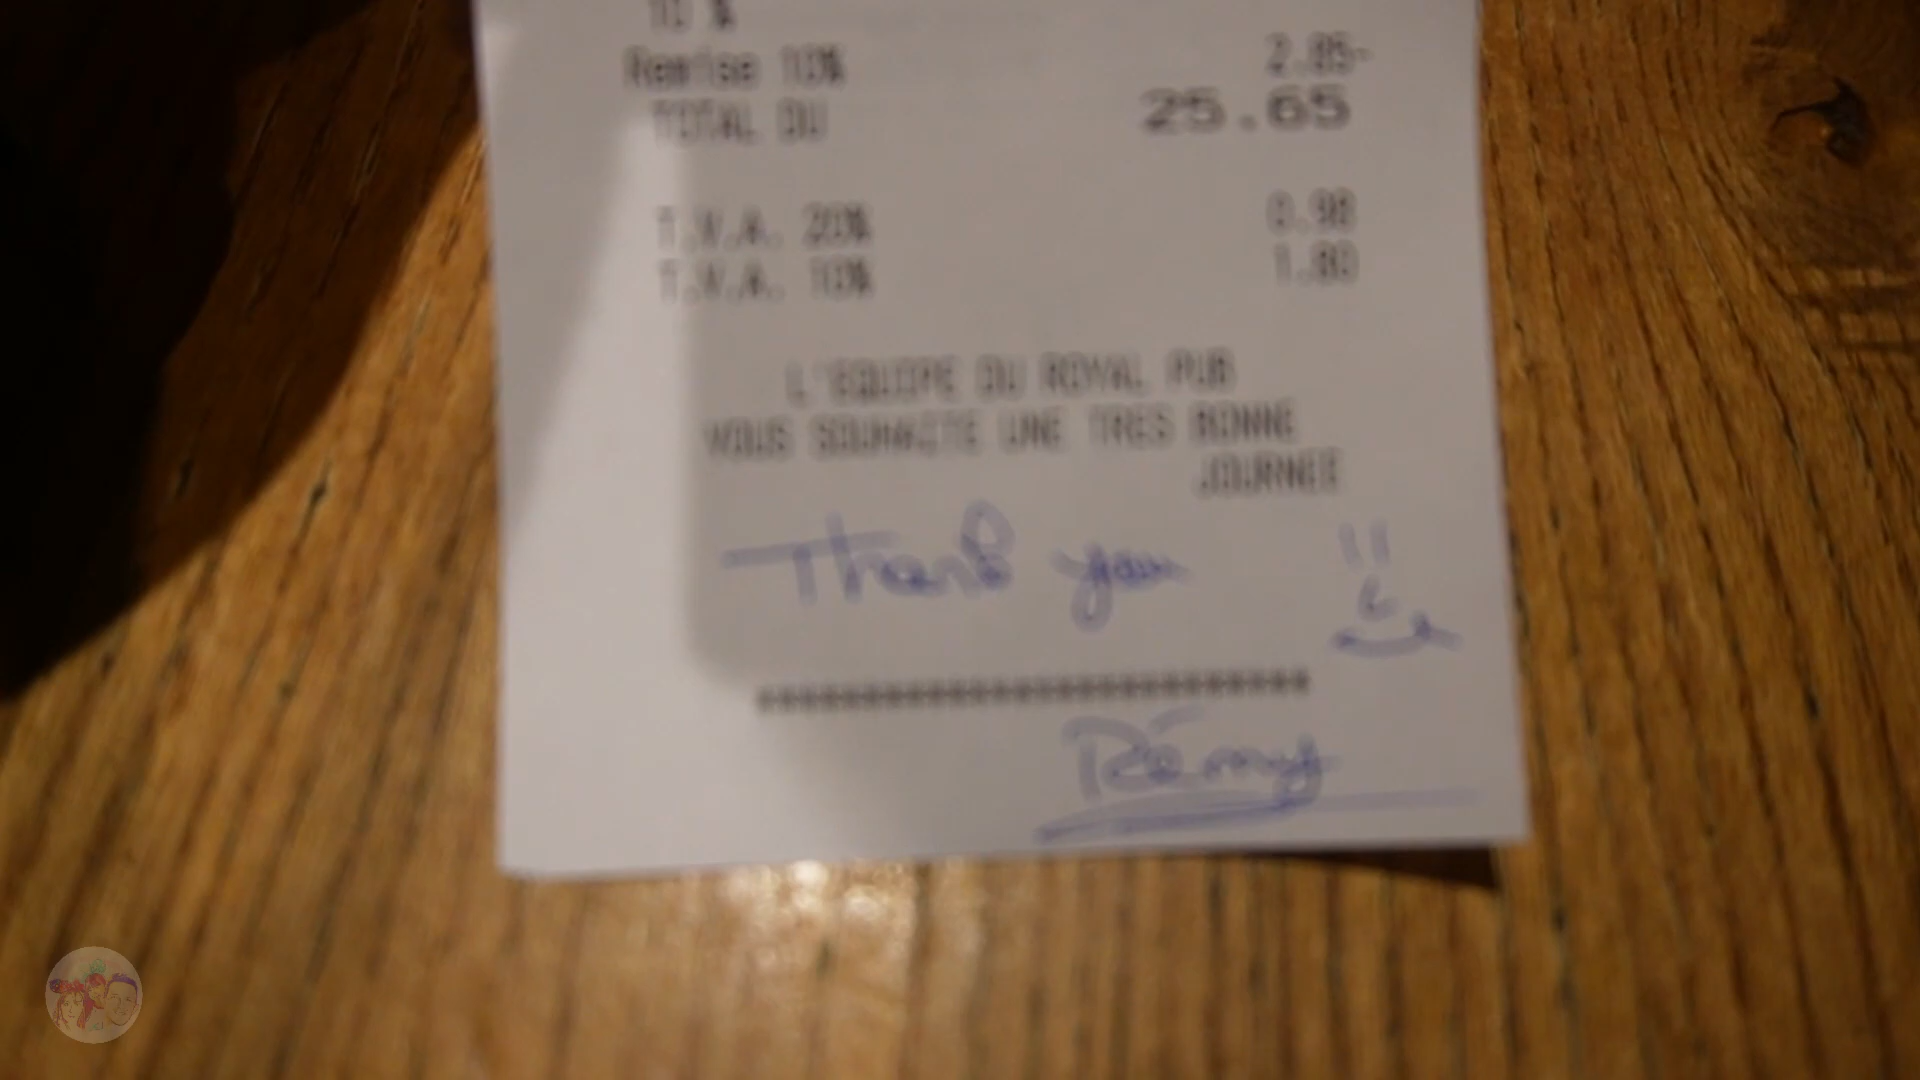 10 %
Remise 10% 2.85-
TOTAL DU 25.65
T.V.A. 20% 0.98
T.V.A. 10% 1.80
L'EQUIPE DU ROYAL PUB
VOUS SOUHAITE UNE TRES BONNE
JOURNEE
Thank you
Rémy